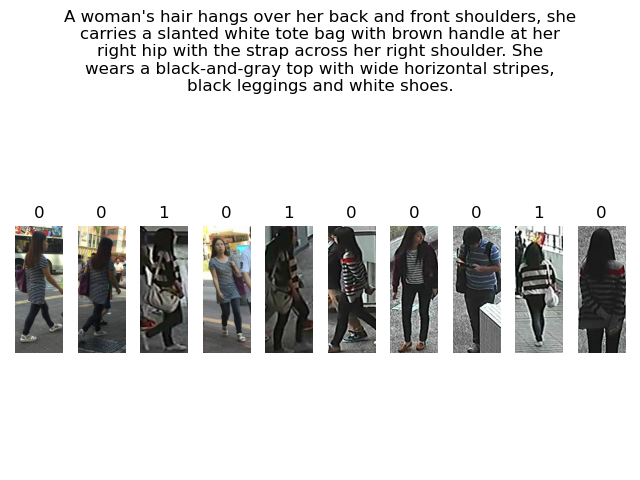 A woman's hair hangs over her back and front shoulders, she
carries a slanted white tote bag with brown handle at her
right hip with the strap across her right shoulder. She
wears a black-and-gray top with wide horizontal stripes,
black leggings and white shoes.
0 0 1 0 1 0 0 0 1 0